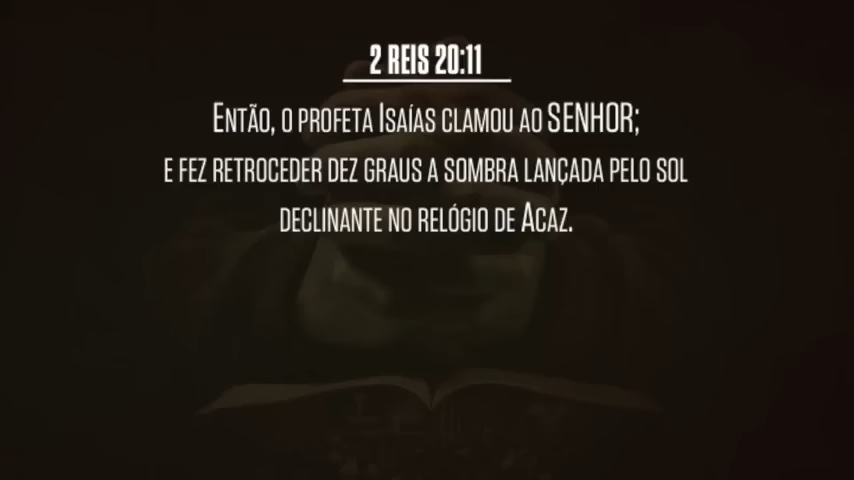 2 REIS 20:11
ENTÃO, O PROFETA ISAÍAS CLAMOU AO SENHOR;
E FEZ RETROCEDER DEZ GRAUS A SOMBRA LANÇADA PELO SOL
DECLINANTE NO RELÓGIO DE ACAZ.